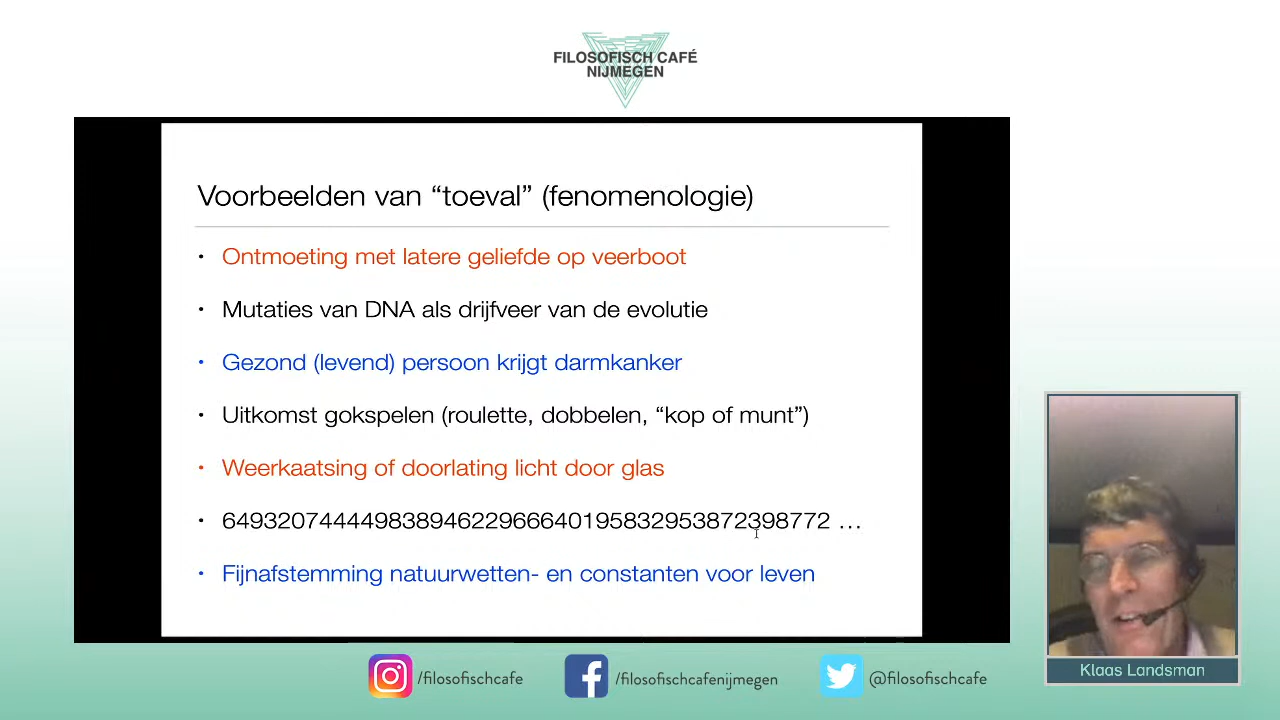 FILOSOFISCH CAFÉ
NIJMEGEN
Voorbeelden van “toeval” (fenomenologie)
• Ontmoeting met latere geliefde op veerboot
• Mutaties van DNA als drijfveer van de evolutie
• Gezond (levend) persoon krijgt darmkanker
• Uitkomst gokspelen (roulette, dobbelen, “kop of munt”)
• Weerkaatsing of doorlating licht door glas
• 64932074444983894622966640195832953872398772 …
• Fijnafstemming natuurwetten- en constanten voor leven
Klaas Landsman
/filosofischcafe
/filosofischcafenijmegen
@filosofischcafe